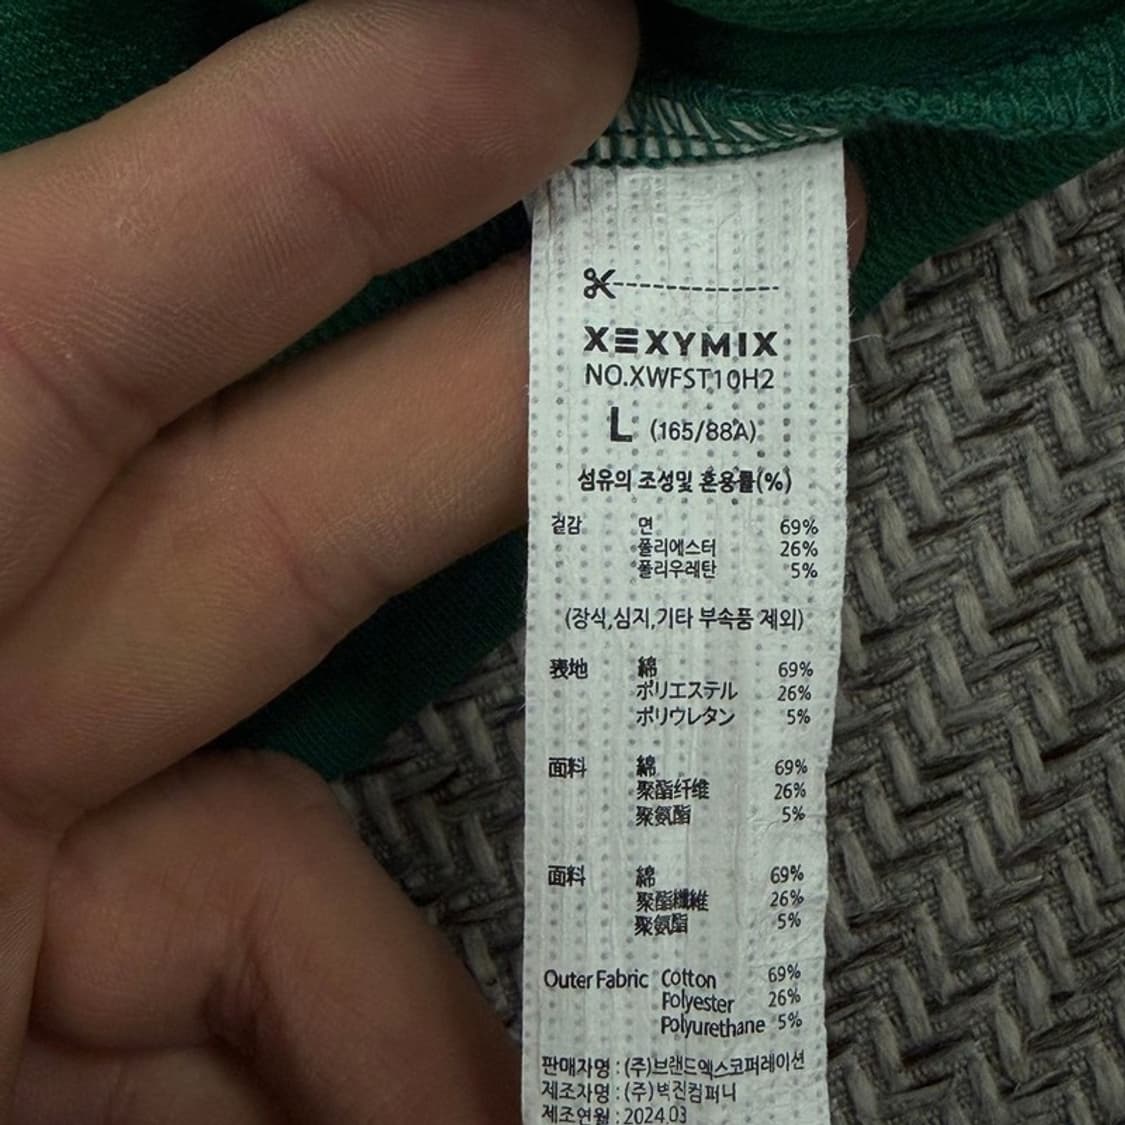 XEXYMIX
NO.XWFST10H2
L (165/88A)
섬유의 조성및 혼용률(%)
겉감 면 69%
폴리에스터 26%
폴리우레탄 5%
(장식,심지,기타 부속품 제외)
表地 綿 69%
ポリエステル 26%
ポリウレタン 5%
面料 綿 69%
聚酯纤维 26%
聚氨酯 5%
面料 綿 69%
聚酯纖維 26%
聚氨酯 5%
Outer Fabric Cotton 69%
Polyester 26%
Polyurethane 5%
판매자명 : (주)브랜드엑스코퍼레이션
제조자명 : (주)벽진컴퍼니
제조연월 : 2024.03